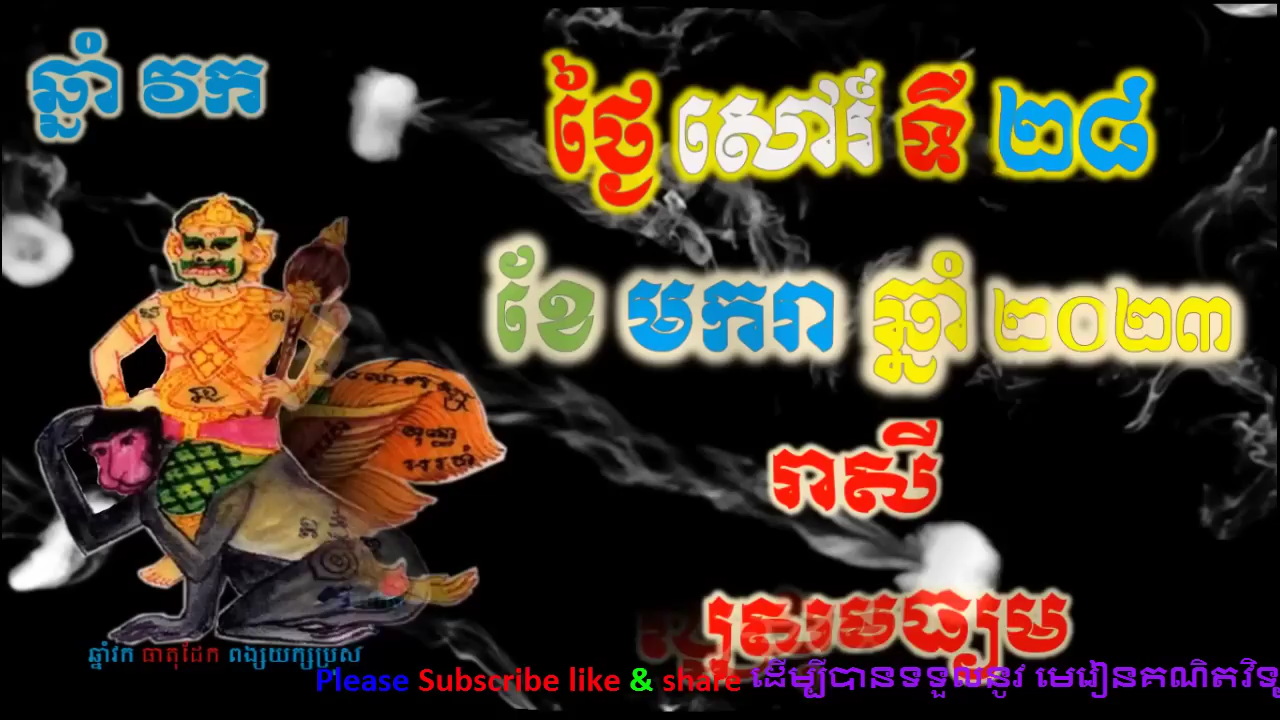 ឆ្នាំ វក
ថ្ងៃ សៅរ៍ ទី ២៨
ខែ មករា ឆ្នាំ ២០២៣
រាសី
ឆ្នាំវក ធាតុដែក ពង្សយក្សប្រុស
Please Subscribe like & share ដើម្បីបានទទួលនូវ មេរៀនគណិតវិទ្យ